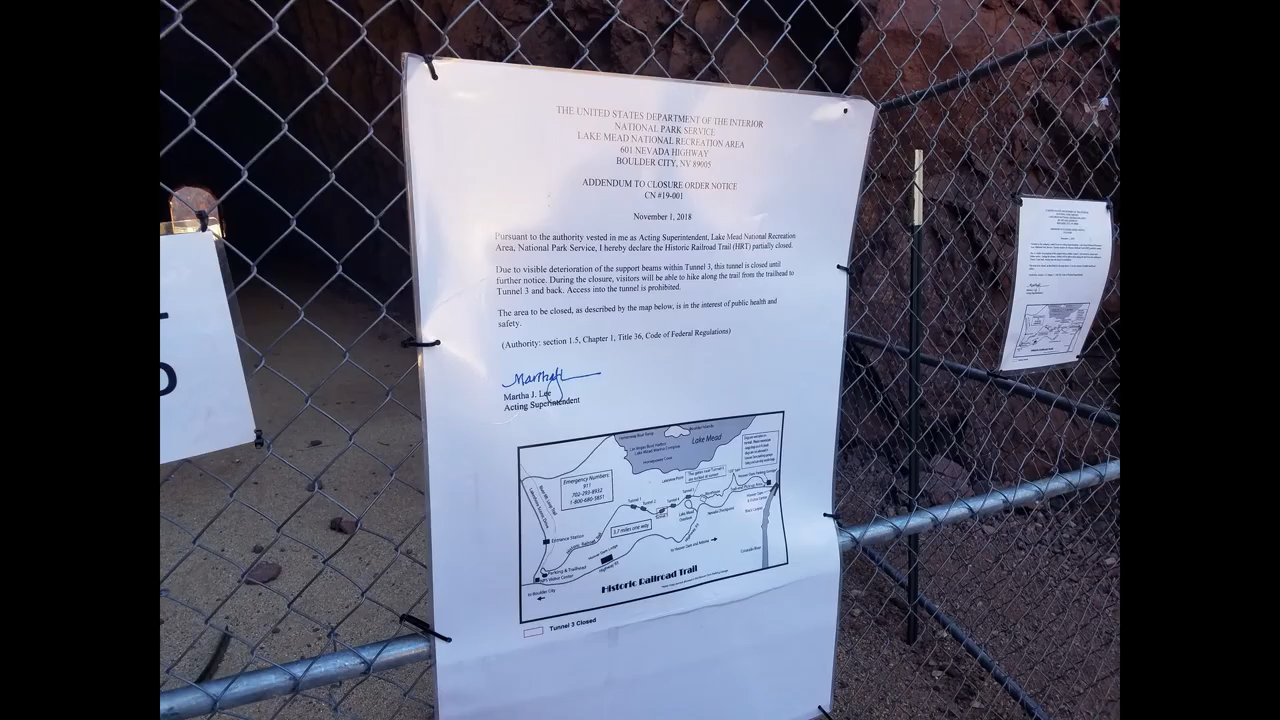 THE UNITED STATES DEPARTMENT OF THE INTERIOR
NATIONAL PARK SERVICE
LAKE MEAD NATIONAL RECREATION AREA
601 NEVADA HIGHWAY
BOULDER CITY, NV 89005
ADDENDUM TO CLOSURE ORDER NOTICE
CN #19-001
November 1, 2018
Pursuant to the authority vested in me as Acting Superintendent, Lake Mead National Recreation
Area, National Park Service, I hereby declare the Historic Railroad Trail (HRT) partially closed.
Due to visible deterioration of the support beams within Tunnel 3, this tunnel is closed until
further notice. During the closure, visitors will be able to hike along the trail from the trailhead to
Tunnel 3 and back. Access into the tunnel is prohibited.
The area to be closed, as described by the map below, is in the interest of public health and
safety.
(Authority: section 1.5, Chapter 1, Title 36, Code of Federal Regulations)
Martha J. Lee
Acting Superintendent
Lake Mead
Emergency Numbers:
911
702-293-8932
1-800-680-5851
Tunnel 1
Tunnel 2
3.7 miles one way
Entrance Station
Parking & Trailhead
Visitor Center
to Boulder City
Historic Railroad Trail
Tunnel 3 Closed